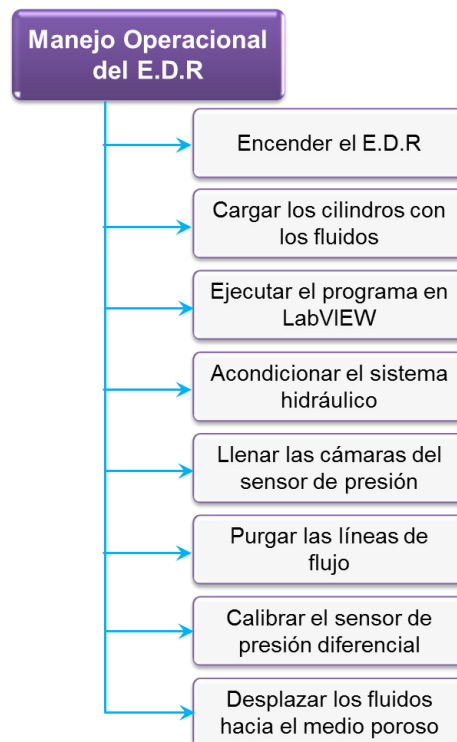 Manejo Operacional
del E.D.R
Encender el E.D.R
Cargar los cilindros con
los fluidos
Ejecutar el programa en
LabVIEW
Acondicionar el sistema
hidráulico
Llenar las cámaras del
sensor de presión
Purgar las líneas de
flujo
Calibrar el sensor de
presión diferencial
Desplazar los fluidos
hacia el medio poroso